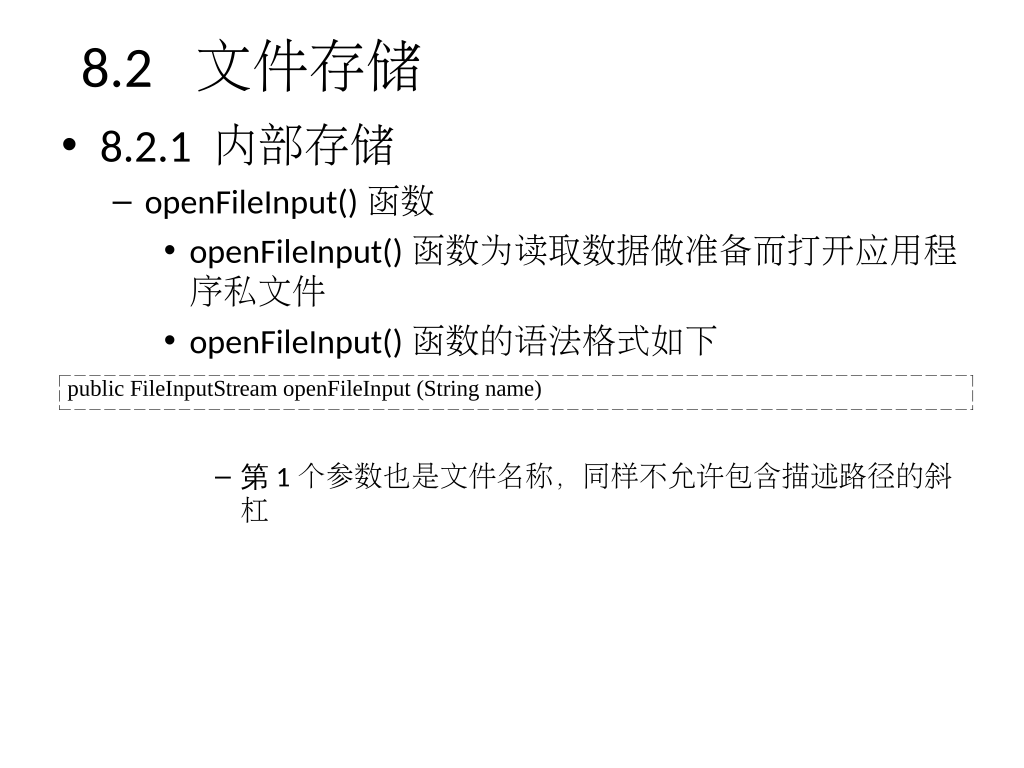 8.2 文件存储
• 8.2.1 内部存储
– openFileInput() 函数
• openFileInput() 函数为读取数据做准备而打开应用程
序私文件
• openFileInput() 函数的语法格式如下
public FileInputStream openFileInput (String name)
– 第 1 个参数也是文件名称，同样不允许包含描述路径的斜
杠